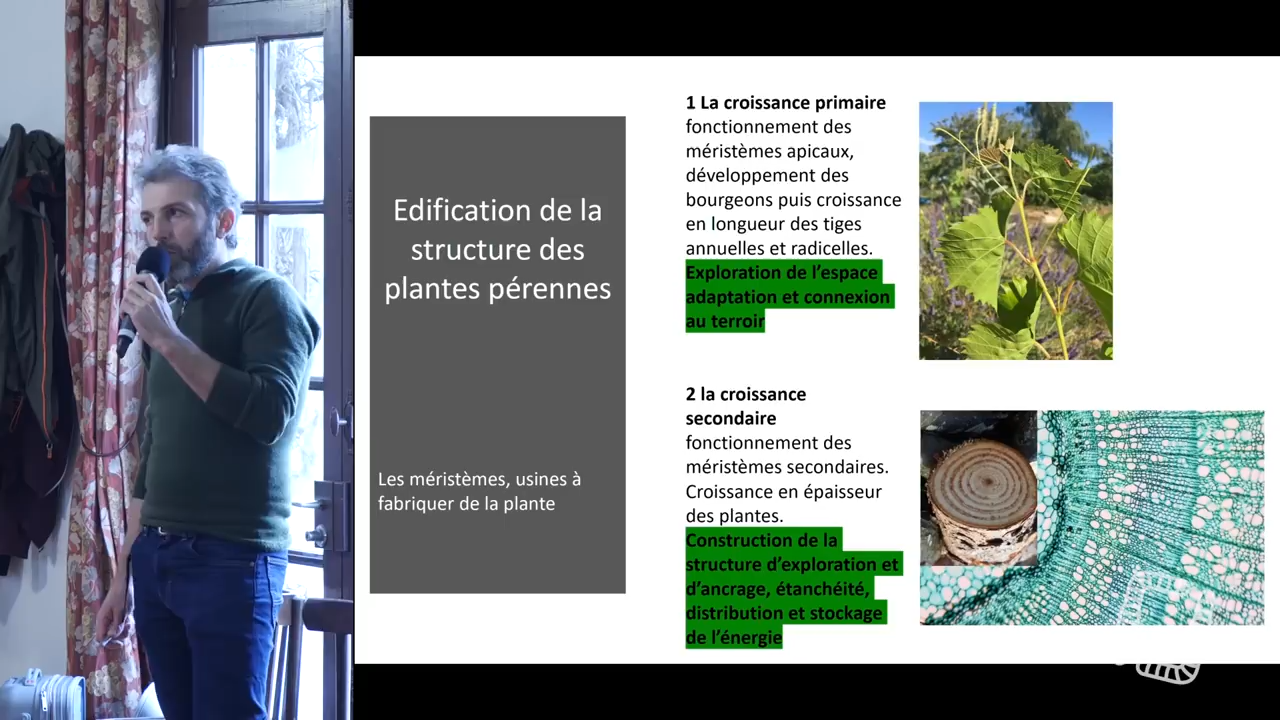 Edification de la
structure des
plantes pérennes
Les méristèmes, usines à
fabriquer de la plante
1 La croissance primaire
fonctionnement des
méristèmes apicaux,
développement des
bourgeons puis croissance
en longueur des tiges
annuelles et radicelles.
Exploration de l’espace
adaptation et connexion
au terroir
2 la croissance
secondaire
fonctionnement des
méristèmes secondaires.
Croissance en épaisseur
des plantes.
Construction de la
structure d’exploration et
d’ancrage, étanchéité,
distribution et stockage
de l’énergie